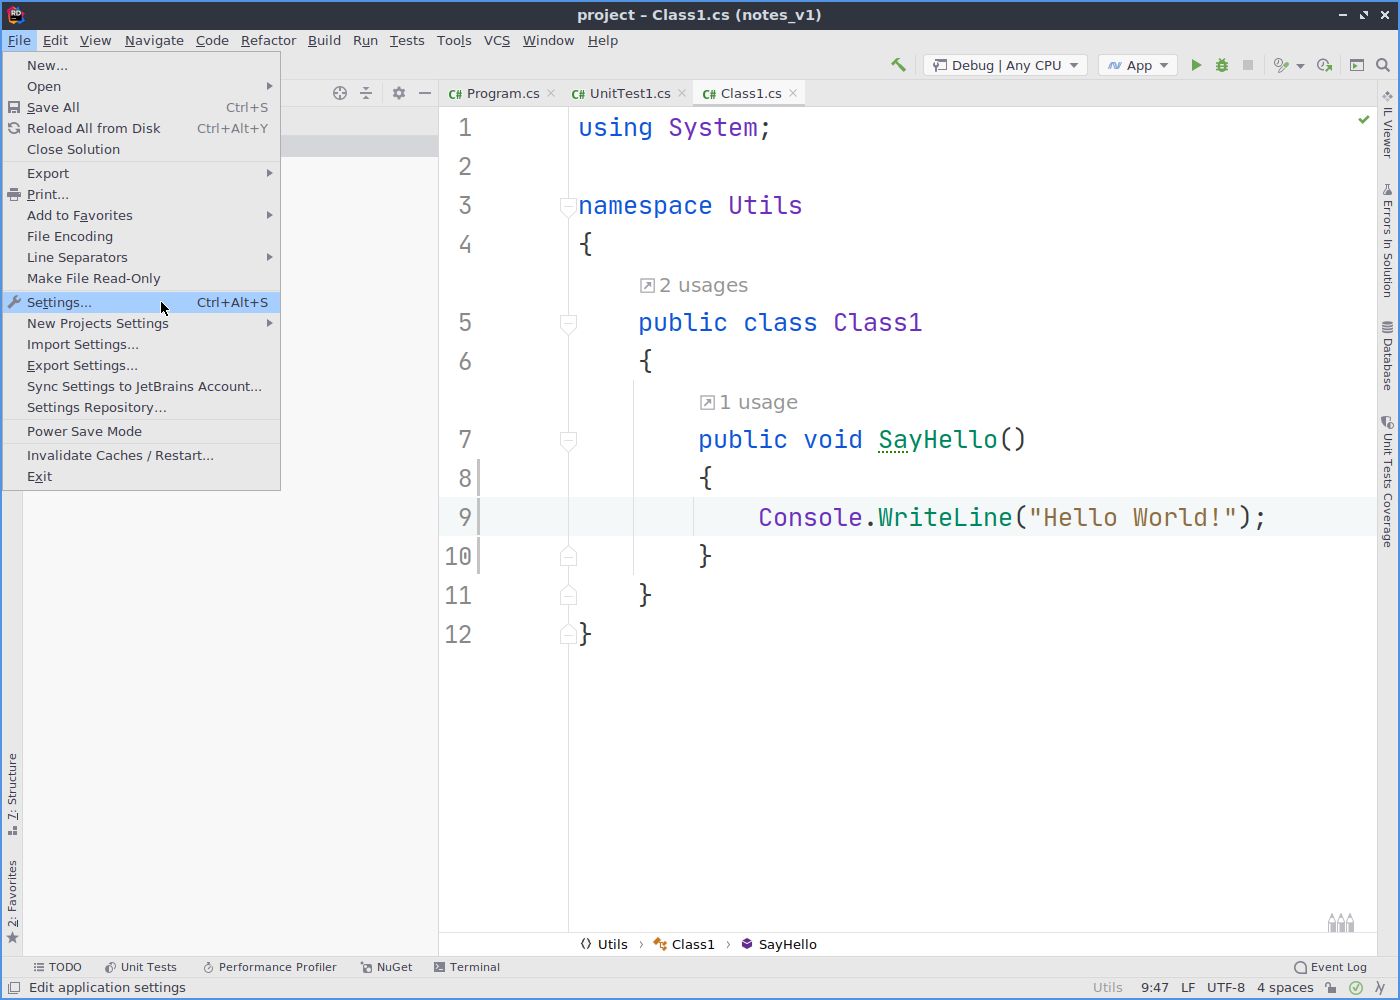 project – Class1.cs (notes_v1)
File Edit View Navigate Code Refactor Build Run Tests Tools VCS Window Help
Debug | Any CPU App
New...
Open
Save All Ctrl+S
Reload All from Disk Ctrl+Alt+Y
Close Solution
Export
Print...
Add to Favorites
File Encoding
Line Separators
Make File Read-Only
Settings... Ctrl+Alt+S
New Projects Settings
Import Settings...
Export Settings...
Sync Settings to JetBrains Account...
Settings Repository...
Power Save Mode
Invalidate Caches / Restart...
Exit
C# Program.cs C# UnitTest1.cs C# Class1.cs
1 using System;
2
3 namespace Utils
4 {
2 usages
5 public class Class1
6 {
1 usage
7 public void SayHello()
8 {
9 Console.WriteLine("Hello World!");
10 }
11 }
12 }
IL Viewer
Errors In Solution
Database
Unit Tests Coverage
7: Structure
2: Favorites
Utils › Class1 › SayHello
TODO Unit Tests Performance Profiler NuGet Terminal Event Log
Edit application settings Utils 9:47 LF UTF-8 4 spaces